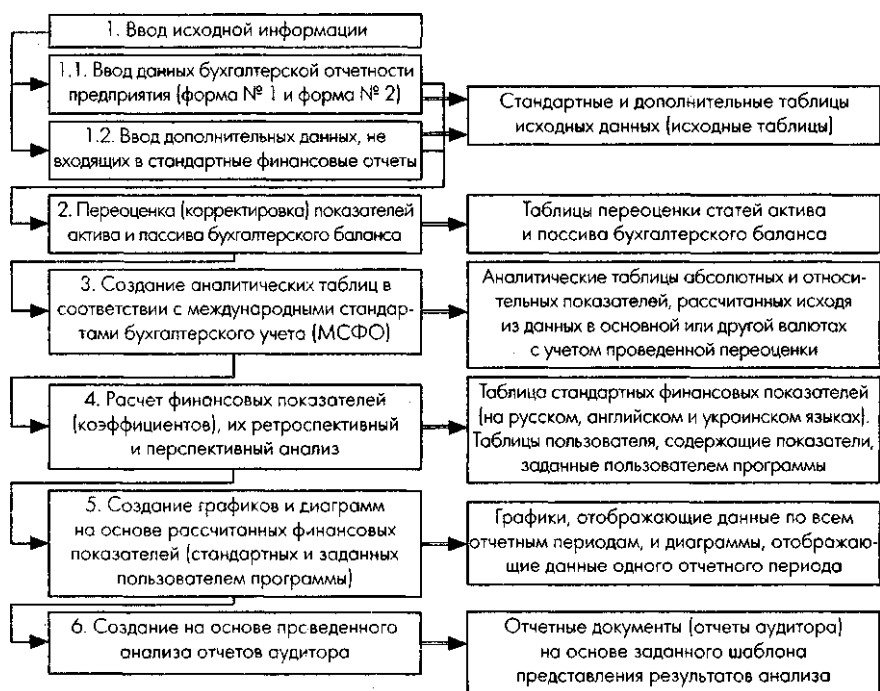 1. Ввод исходной информации
1.1. Ввод данных бухгалтерской отчетности
предприятия (форма № 1 и форма № 2)
Стандартные и дополнительные таблицы
исходных данных (исходные таблицы)
1.2. Ввод дополнительных данных, не
входящих в стандартные финансовые отчеты
2. Переоценка (корректировка) показателей
актива и пассива бухгалтерского баланса
Таблицы переоценки статей актива
и пассива бухгалтерского баланса
3. Создание аналитических таблиц в
соответствии с международными стандар-
тами бухгалтерского учета (МСФО)
Аналитические таблицы абсолютных и относи-
тельных показателей, рассчитанных исходя
из данных в основной или другой валютах
с учетом проведенной переоценки
4. Расчет финансовых показателей
(коэффициентов), их ретроспективный
и перспективный анализ
Таблица стандартных финансовых показателей
(на русском, английском и украинском языках).
Таблицы пользователя, содержащие показатели,
заданные пользователем программы
5. Создание графиков и диаграмм
на основе рассчитанных финансовых
показателей (стандартных и заданных
пользователем программы)
Графики, отображающие данные по всем
отчетным периодам, и диаграммы, отображаю-
щие данные одного отчетного периода
6. Создание на основе проведенного
анализа отчетов аудитора
Отчетные документы (отчеты аудитора)
на основе заданного шаблона
представления результатов анализа